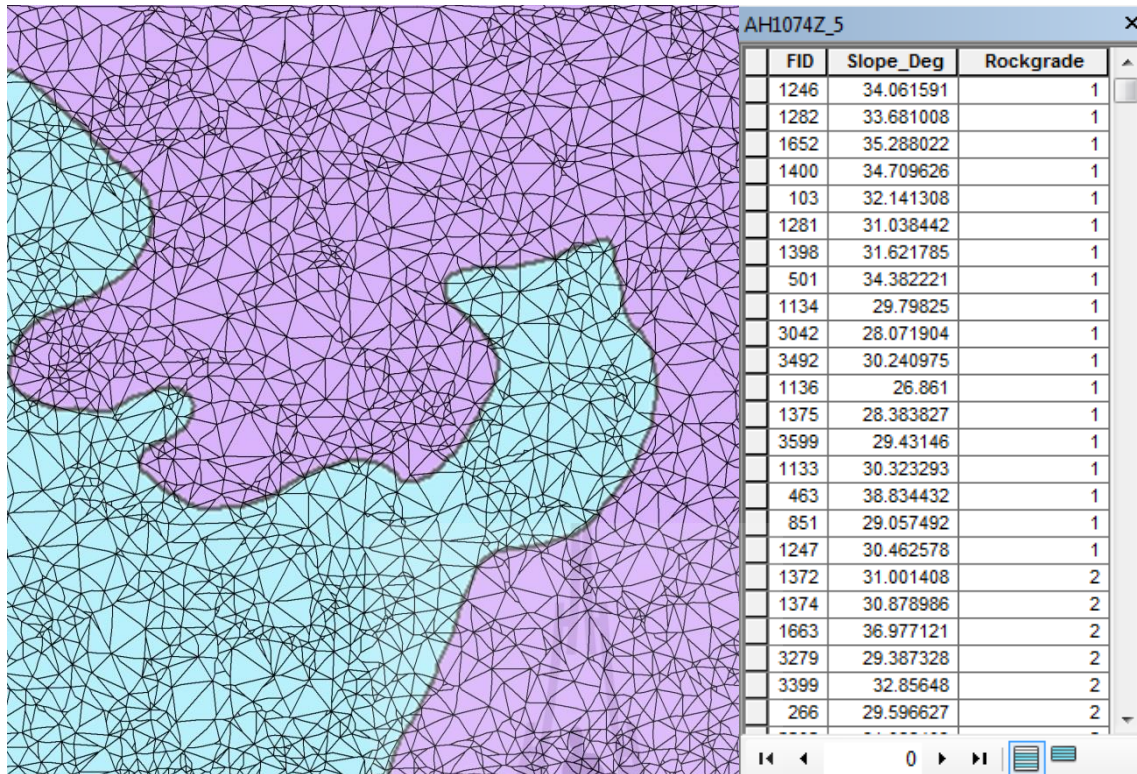 AH1074Z_5
FID Slope_Deg Rockgrade
1246 34.061591 1
1282 33.681008 1
1652 35.288022 1
1400 34.709626 1
103 32.141308 1
1281 31.038442 1
1398 31.621785 1
501 34.382221 1
1134 29.79825 1
3042 28.071904 1
3492 30.240975 1
1136 26.861 1
1375 28.383827 1
3599 29.43146 1
1133 30.323293 1
463 38.834432 1
851 29.057492 1
1247 30.462578 1
1372 31.001408 2
1374 30.878986 2
1663 36.977121 2
3279 29.387328 2
3399 32.85648 2
266 29.596627 2
0